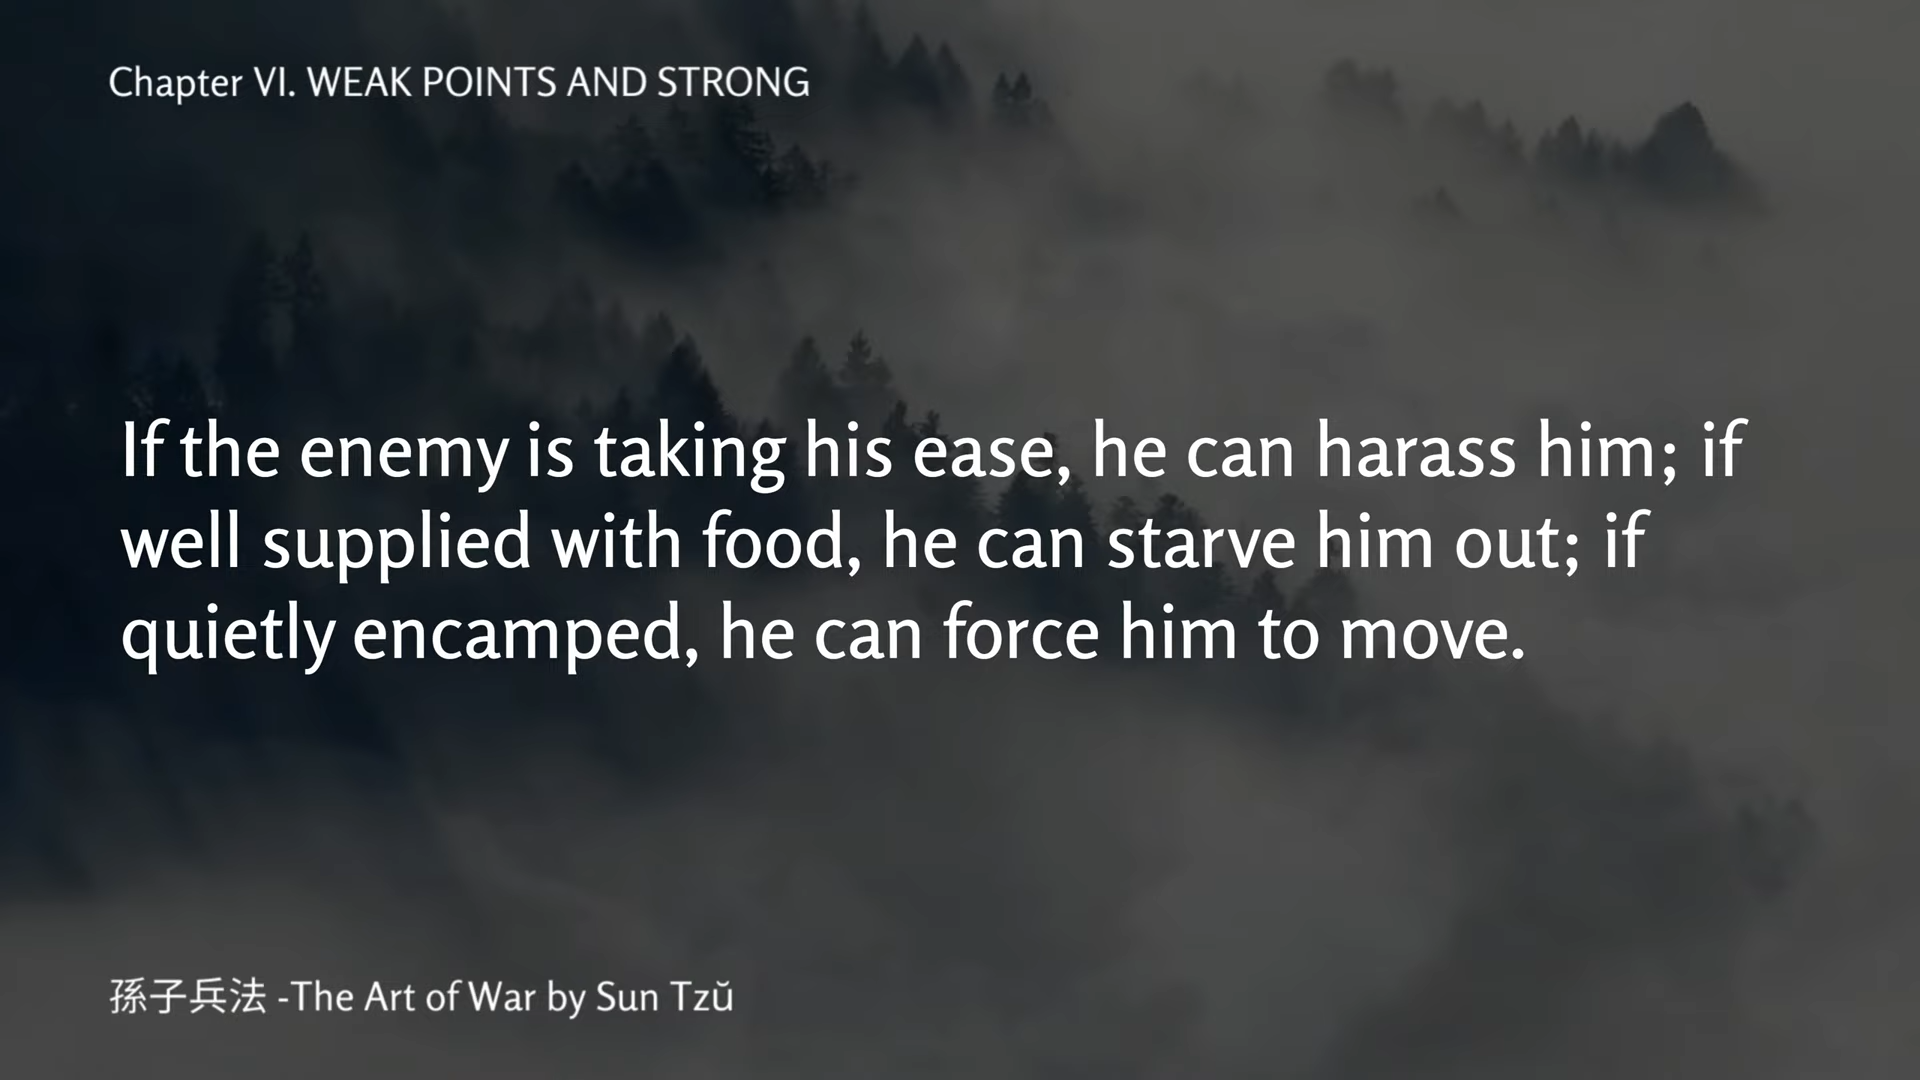 Chapter VI. WEAK POINTS AND STRONG
If the enemy is taking his ease, he can harass him; if
well supplied with food, he can starve him out; if
quietly encamped, he can force him to move.
孫子兵法 -The Art of War by Sun Tzŭ